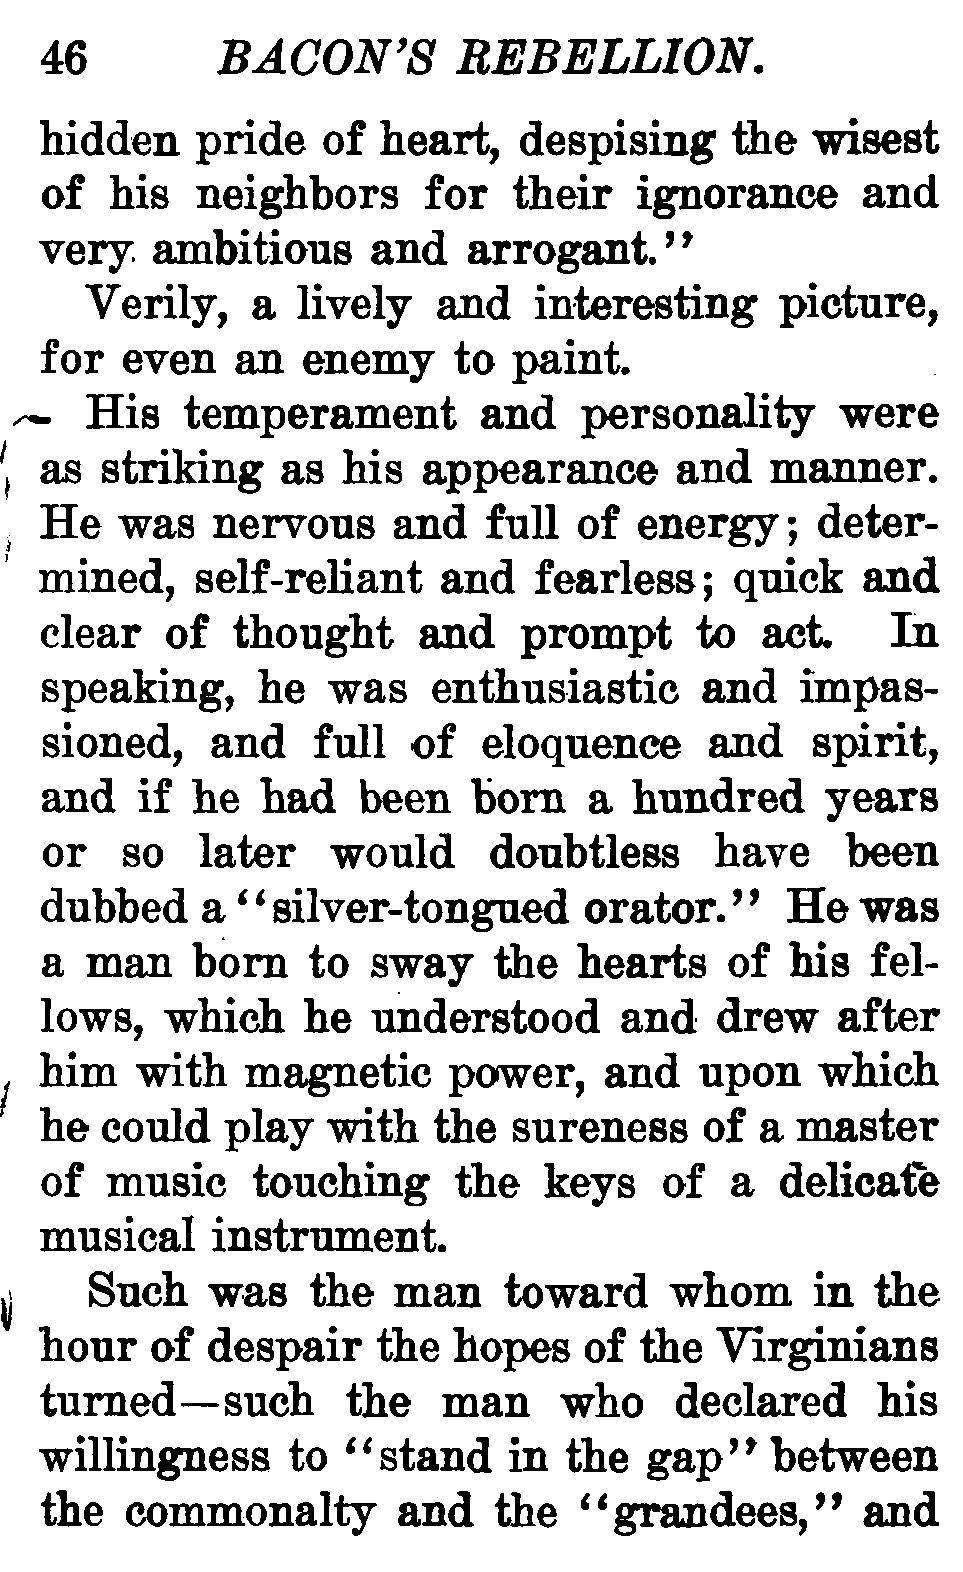 46 BACON'S REBELLION.
hidden pride of heart, despising the wisest
of his neighbors for their ignorance and
very ambitious and arrogant."
Verily, a lively and interesting picture,
for even an enemy to paint.
His temperament and personality were
as striking as his appearance and manner.
He was nervous and full of energy; deter-
mined, self-reliant and fearless; quick and
clear of thought and prompt to act. In
speaking, he was enthusiastic and impas-
sioned, and full of eloquence and spirit,
and if he had been born a hundred years
or so later would doubtless have been
dubbed a "silver-tongued orator." He was
a man born to sway the hearts of his fel-
lows, which he understood and drew after
him with magnetic power, and upon which
he could play with the sureness of a master
of music touching the keys of a delicate
musical instrument.
Such was the man toward whom in the
hour of despair the hopes of the Virginians
turned—such the man who declared his
willingness to "stand in the gap" between
the commonalty and the "grandees," and